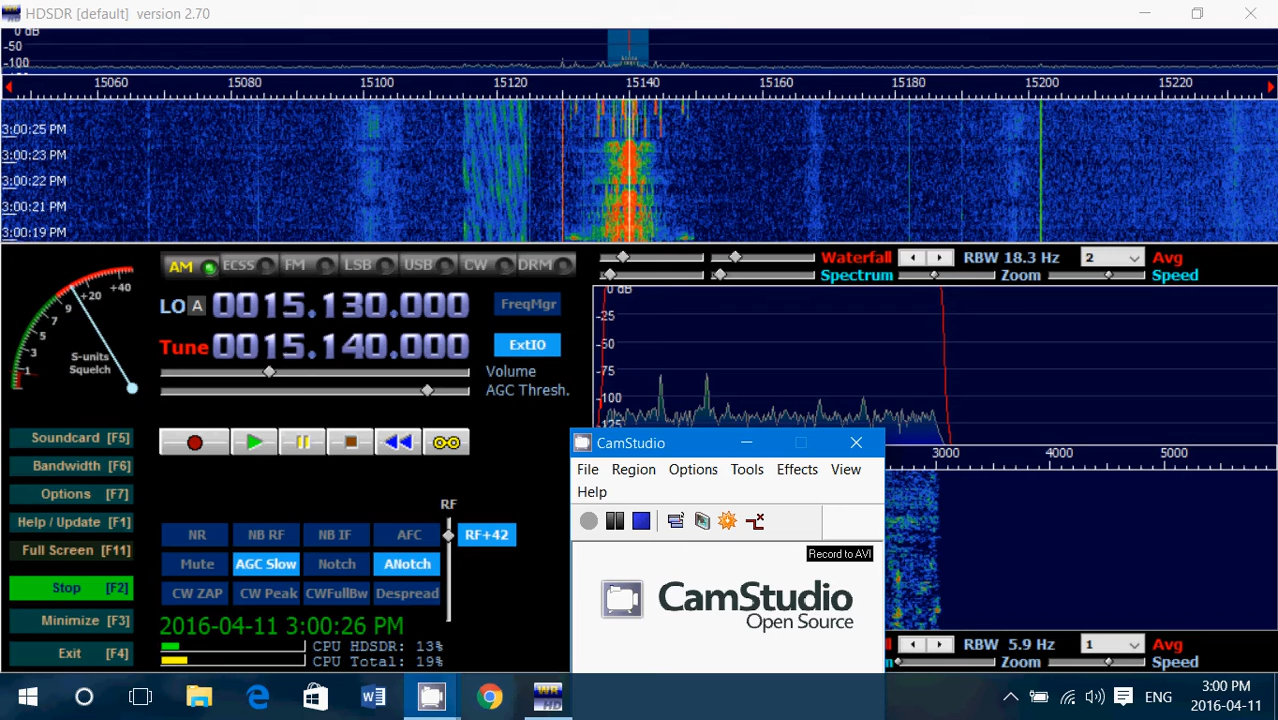 HDSDR [default] version 2.70
0 dB
-50
-100
15060 15080 15100 15120 15140 15160 15180 15200 15220
3:00:25 PM
3:00:23 PM
3:00:22 PM
3:00:21 PM
3:00:19 PM
AM ECSS FM LSB USB CW DRM
Waterfall RBW 18.3 Hz 2 Avg
Spectrum Zoom Speed
1 3 5 7 9 +20 +40
S-units
Squelch
LO A 0015.130.000 FreqMgr
Tune 0015.140.000 ExtIO
Volume
AGC Thresh.
0 dB
-25
-50
-75
-100
-125
3000 4000 5000
Soundcard [F5]
Bandwidth [F6]
Options [F7]
Help / Update [F1]
Full Screen [F11]
Stop [F2]
Minimize [F3]
Exit [F4]
RF
NR NB RF NB IF AFC RF+42
Mute AGC Slow Notch ANotch
CW ZAP CW Peak CWFullBw Despread
2016-04-11 3:00:26 PM
CPU HDSDR: 13%
CPU Total: 19%
CamStudio
File Region Options Tools Effects View
Help
Record to AVI
CamStudio
Open Source
RBW 5.9 Hz 1 Avg
Zoom Speed
ENG
3:00 PM
2016-04-11